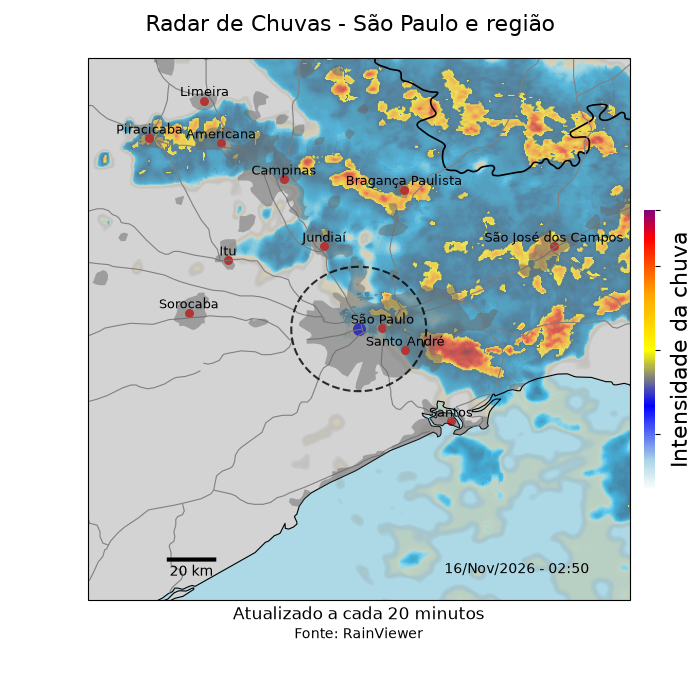 Radar de Chuvas - São Paulo e região
Limeira
Piracicaba
Americana
Campinas
Bragança Paulista
Jundiaí
São José dos Campos
Itu
Sorocaba
São Paulo
Santo André
Santos
Intensidade da chuva
16/Nov/2026 - 02:50
20 km
Atualizado a cada 20 minutos
Fonte: RainViewer